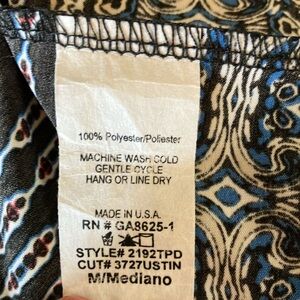 100% Polyester/Poliester
MACHINE WASH COLD
GENTLE CYCLE
HANG OR LINE DRY
MADE IN U.S.A.
RN # GA8625-1
STYLE# 2192TPD
CUT# 3727USTIN
M/Mediano